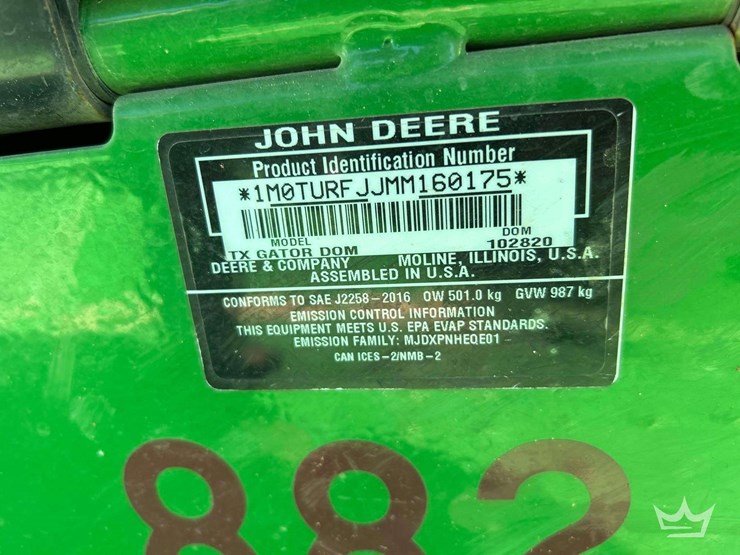 JOHN DEERE
Product Identification Number
*1M0TURFJJMM160175*
MODEL DOM
TX GATOR DOM 102820
DEERE & COMPANY MOLINE, ILLINOIS, U.S.A.
ASSEMBLED IN U.S.A.
CONFORMS TO SAE J2258-2016 OW 501.0 kg GVW 987 kg
EMISSION CONTROL INFORMATION
THIS EQUIPMENT MEETS U.S. EPA EVAP STANDARDS.
EMISSION FAMILY: MJDXPNHEQE01
CAN ICES-2/NMB-2
882